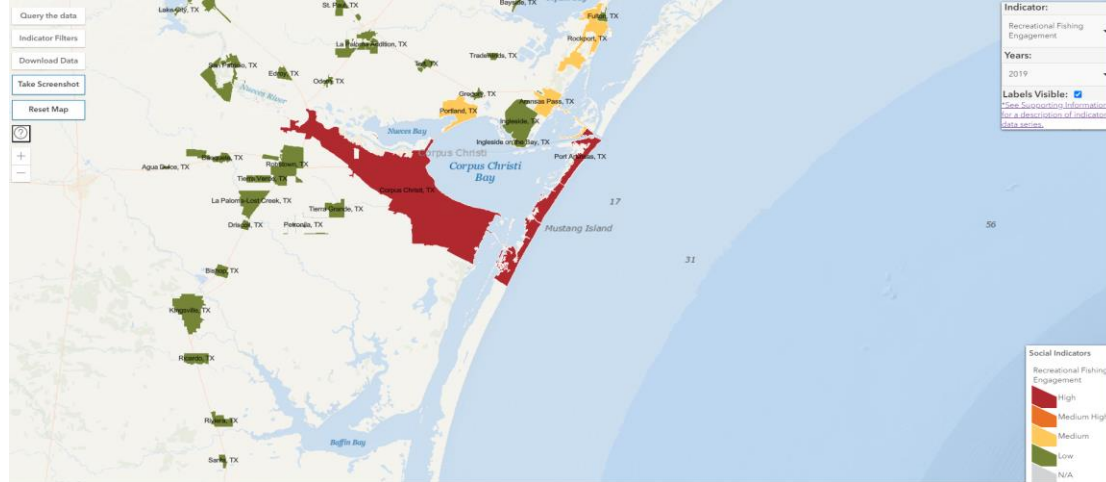 Query the data
Indicator Filters
Download Data
Take Screenshot
Reset Map
?
+
−
St. Paul, TX
Bayside, TX
Fulton, TX
Rockport, TX
La Paloma Addition, TX
Tradewinds, TX
Taft, TX
San Patricio, TX
Edroy, TX
Odem, TX
Nueces River
Gregory, TX
Aransas Pass, TX
Portland, TX
Ingleside, TX
Nueces Bay
Ingleside on the Bay, TX
Port Aransas, TX
Corpus Christi
Corpus Christi
Bay
Agua Dulce, TX
Banquete, TX
Robstown, TX
Tierra Verde, TX
Corpus Christi, TX
La Paloma-Lost Creek, TX
Tierra Grande, TX
Driscoll, TX
Petronila, TX
17
Mustang Island
56
31
Bishop, TX
Kingsville, TX
Ricardo, TX
Riviera, TX
Baffin Bay
Sarita, TX
Indicator:
Recreational Fishing
Engagement
Years:
2019
Labels Visible:
*See Supporting Information
for a description of indicator
data series.
Social Indicators
Recreational Fishing
Engagement
High
Medium High
Medium
Low
N/A